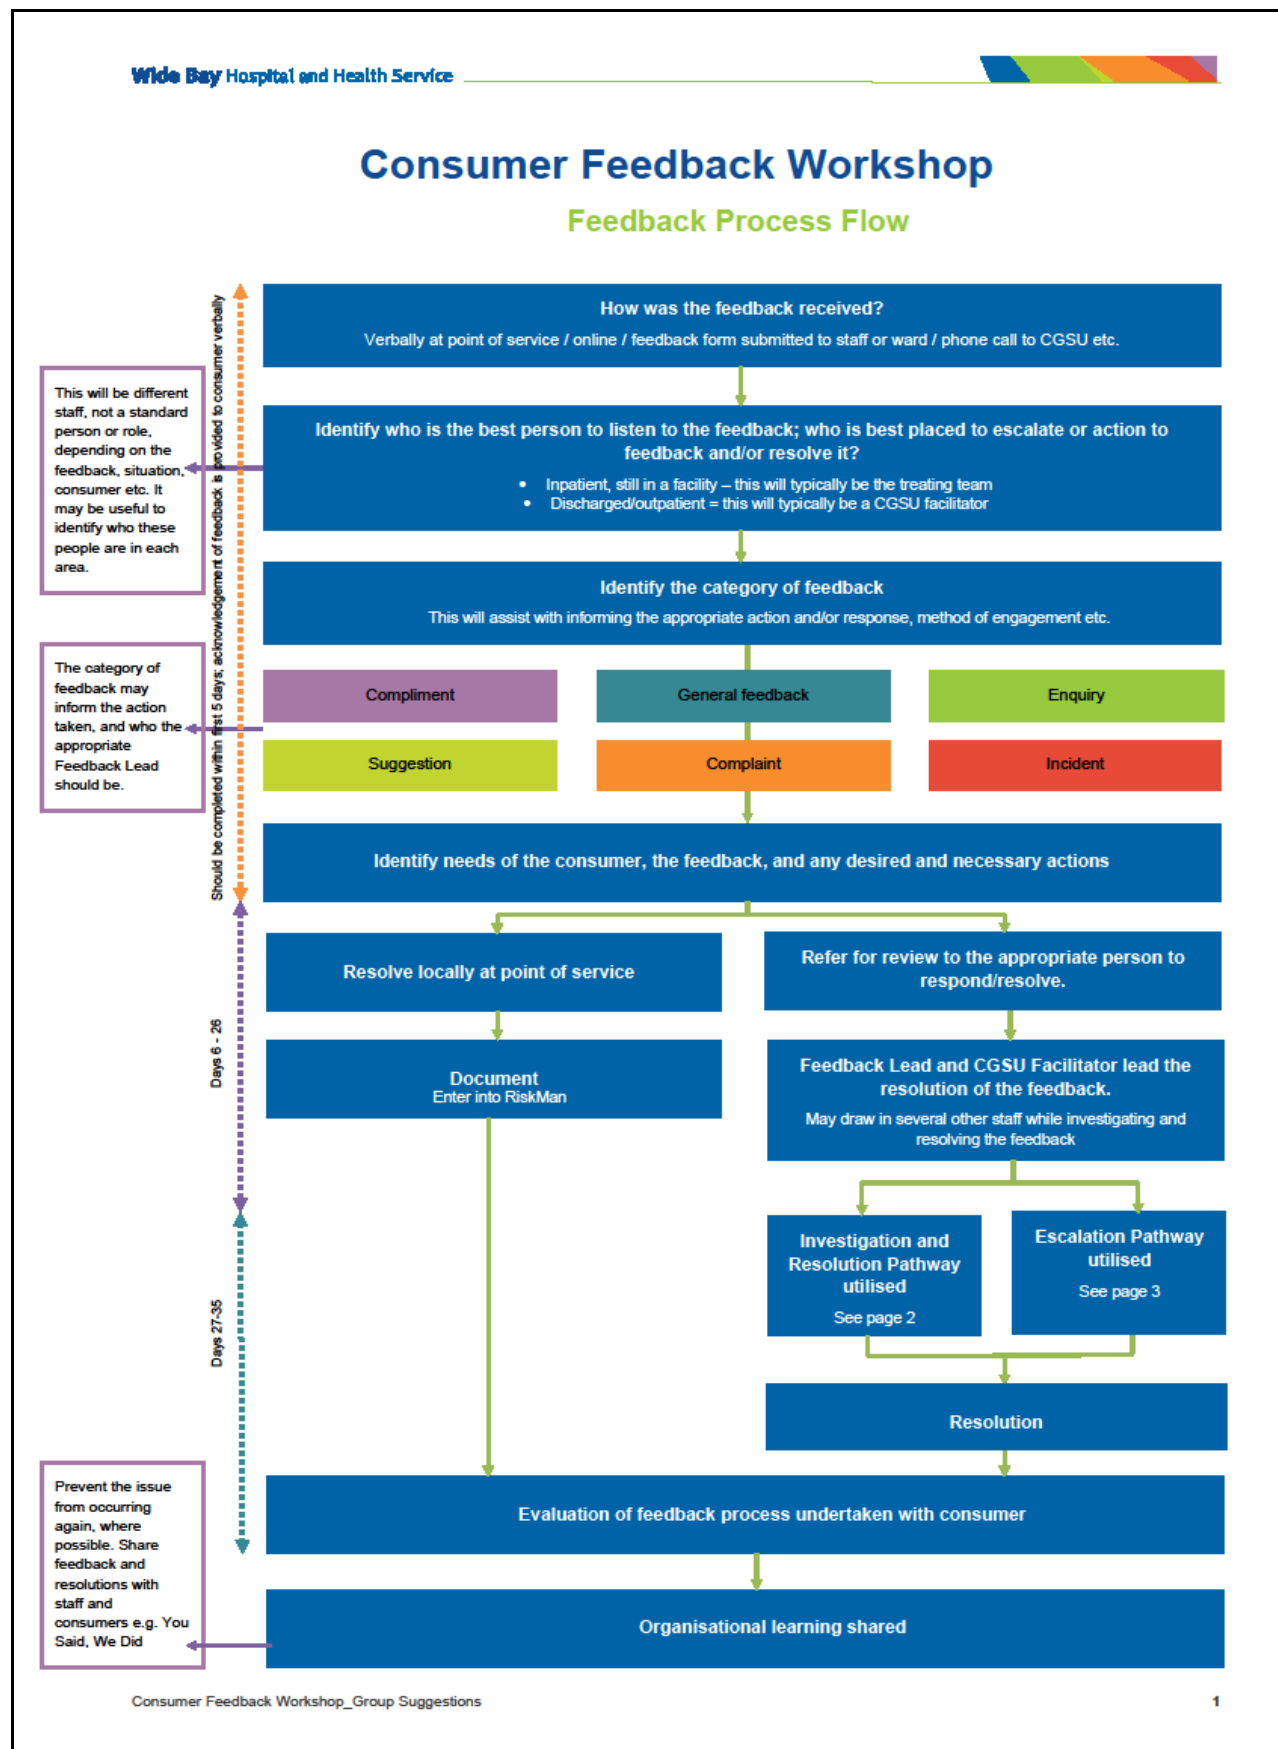 Wide Bay Hospital and Health Service
Consumer Feedback Workshop
Feedback Process Flow
How was the feedback received?
Verbally at point of service / online / feedback form submitted to staff or ward / phone call to CGSU etc.
Should be completed within first 5 days; acknowledgement of feedback is provided to consumer verbally
This will be different
staff, not a standard
person or role,
depending on the
feedback, situation,
consumer etc. It
may be useful to
identify who these
people are in each
area.
Identify who is the best person to listen to the feedback; who is best placed to escalate or action to
feedback and/or resolve it?
• Inpatient, still in a facility – this will typically be the treating team
• Discharged/outpatient = this will typically be a CGSU facilitator
Identify the category of feedback
This will assist with informing the appropriate action and/or response, method of engagement etc.
The category of
feedback may
inform the action
taken, and who the
appropriate
Feedback Lead
should be.
Compliment
General feedback
Enquiry
Suggestion
Complaint
Incident
Identify needs of the consumer, the feedback, and any desired and necessary actions
Days 6 - 26
Resolve locally at point of service
Refer for review to the appropriate person to
respond/resolve.
Document
Enter into RiskMan
Feedback Lead and CGSU Facilitator lead the
resolution of the feedback.
May draw in several other staff while investigating and
resolving the feedback
Days 27-35
Investigation and
Resolution Pathway
utilised
See page 2
Escalation Pathway
utilised
See page 3
Resolution
Prevent the issue
from occurring
again, where
possible. Share
feedback and
resolutions with
staff and
consumers e.g. You
Said, We Did
Evaluation of feedback process undertaken with consumer
Organisational learning shared
Consumer Feedback Workshop_Group Suggestions
1